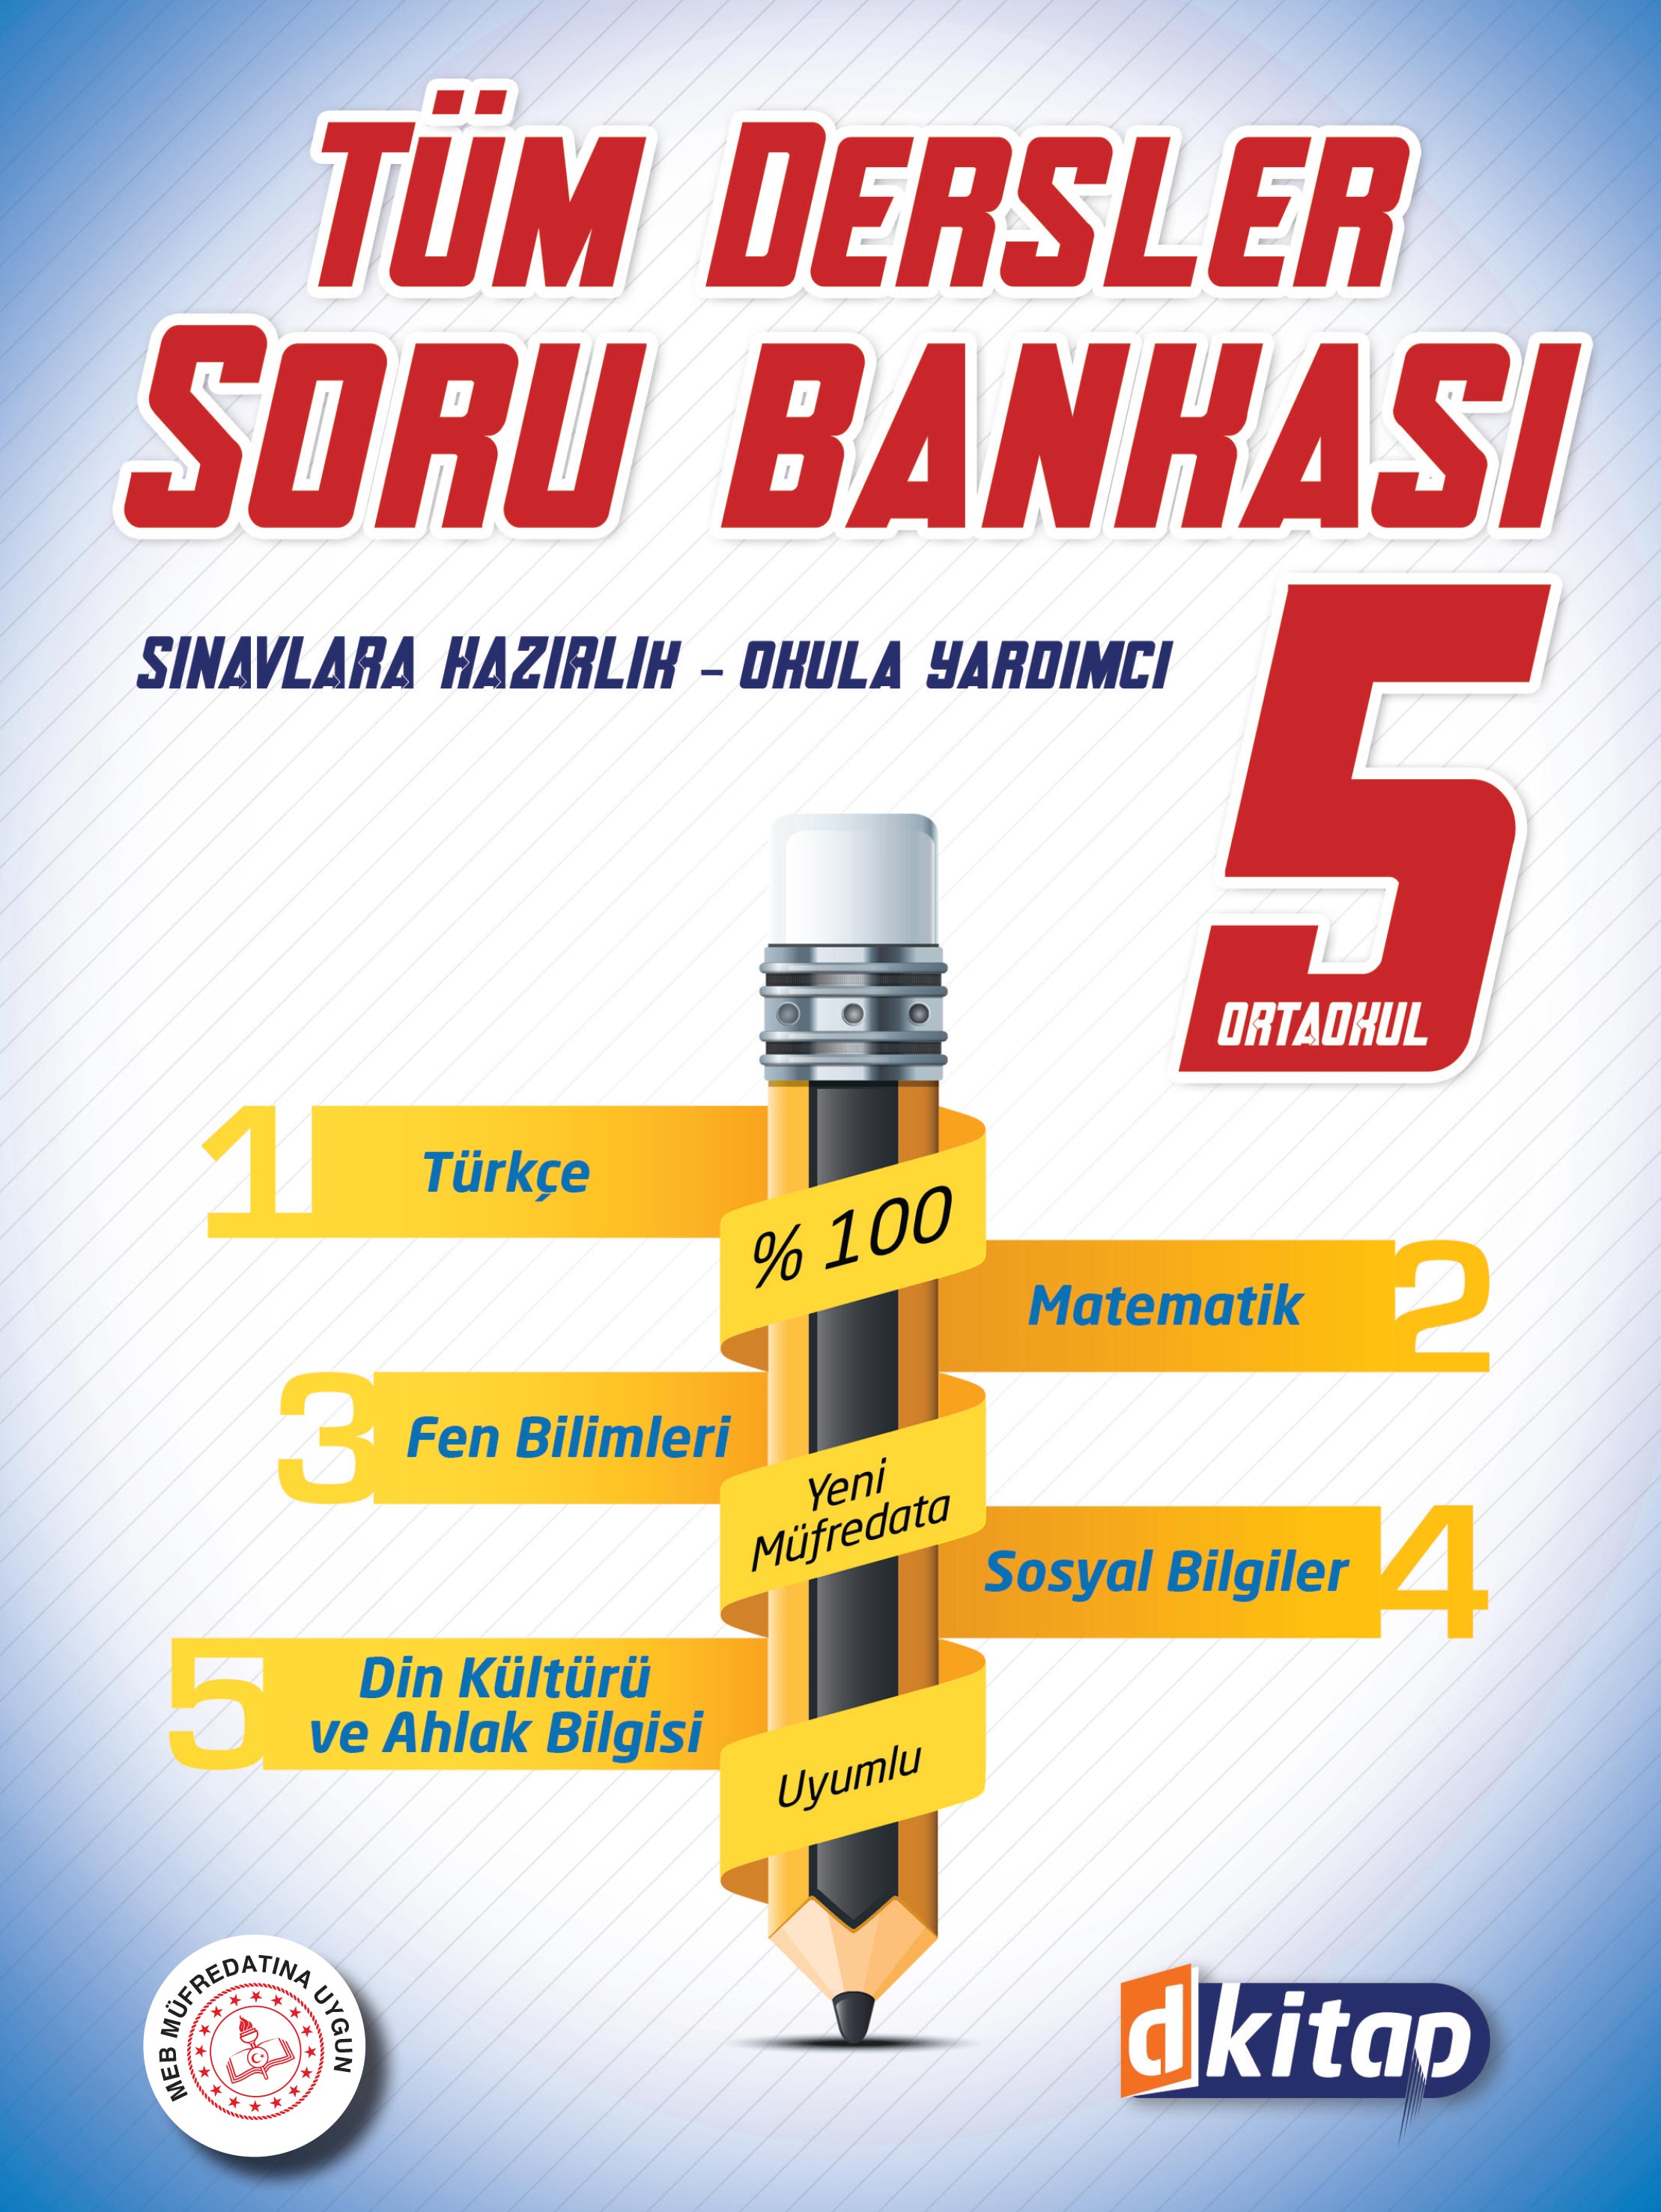 TÜM DERSLER
SORU BANKASI
SINAVLARA HAZIRLIK - OKULA YARDIMCI
5
ORTAOKUL
1 Türkçe
% 100
Matematik 2
3 Fen Bilimleri
Yeni
Müfredata
Sosyal Bilgiler 4
5 Din Kültürü
ve Ahlak Bilgisi
Uyumlu
MEB MÜFREDATINA UYGUN
dkitap